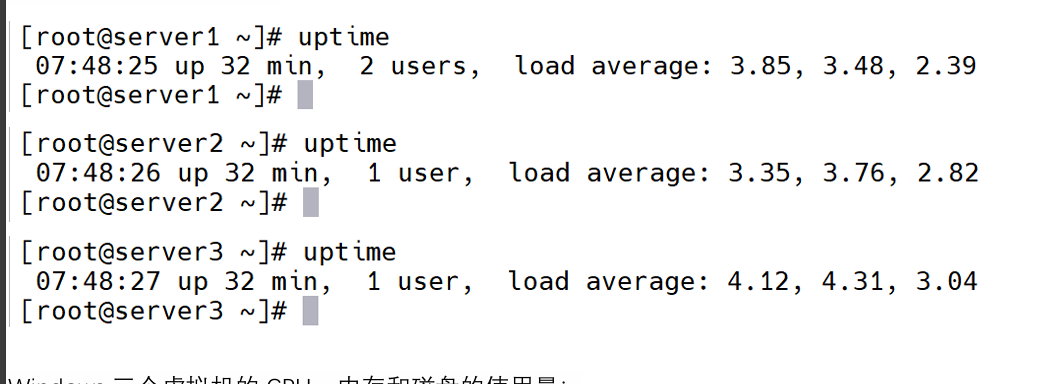 [root@server1 ~]# uptime
07:48:25 up 32 min,  2 users,  load average: 3.85, 3.48, 2.39
[root@server1 ~]#
[root@server2 ~]# uptime
07:48:26 up 32 min,  1 user,  load average: 3.35, 3.76, 2.82
[root@server2 ~]#
[root@server3 ~]# uptime
07:48:27 up 32 min,  1 user,  load average: 4.12, 4.31, 3.04
[root@server3 ~]#
Windows 三个虚拟机的 CPU、内存和磁盘的使用量：